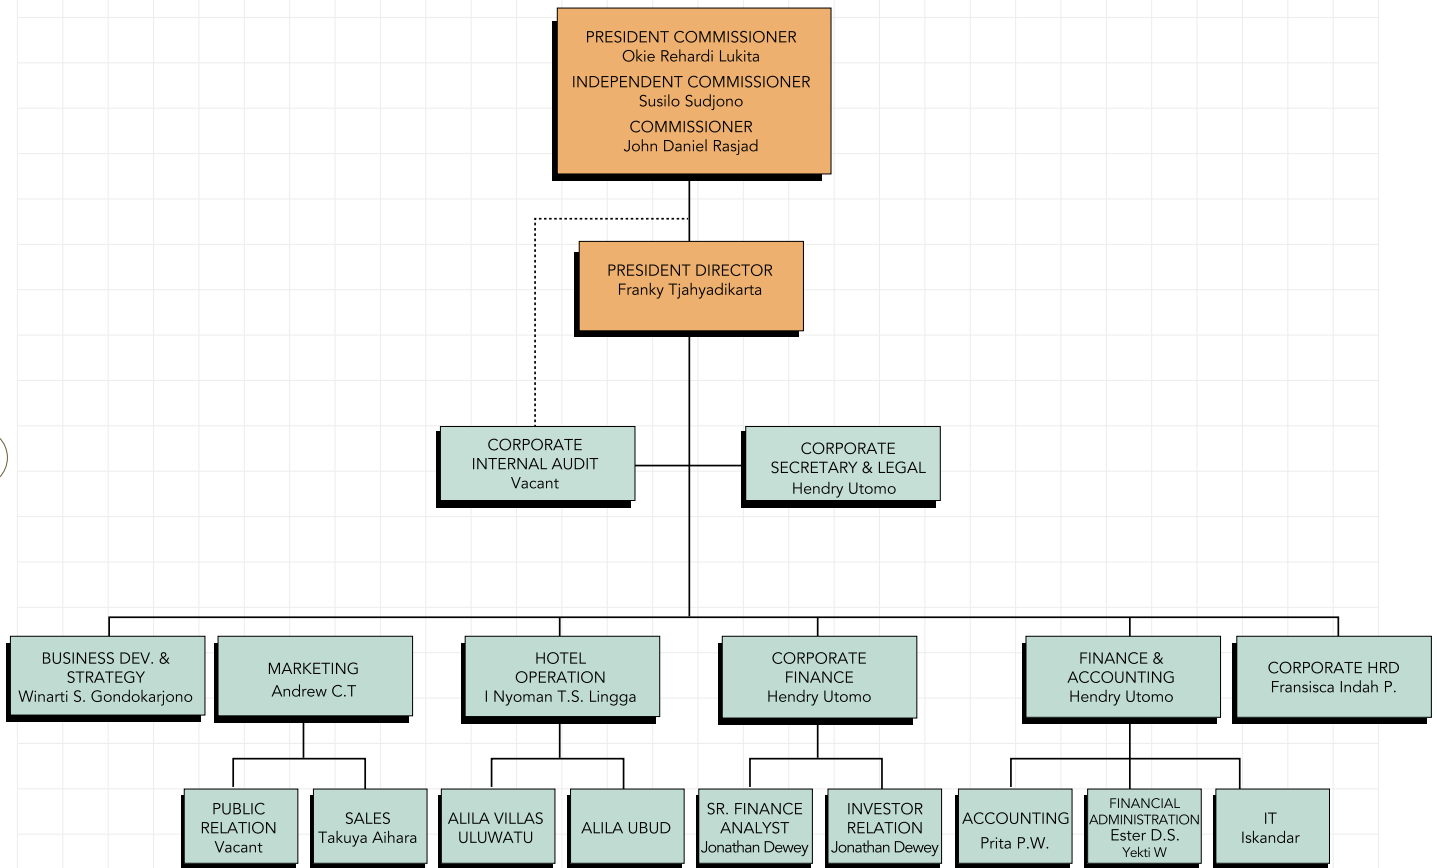 PRESIDENT COMMISSIONER
Okie Rehardi Lukita
INDEPENDENT COMMISSIONER
Susilo Sudjono
COMMISSIONER
John Daniel Rasjad
PRESIDENT DIRECTOR
Franky Tjahyadikarta
CORPORATE
INTERNAL AUDIT
Vacant
CORPORATE
SECRETARY & LEGAL
Hendry Utomo
BUSINESS DEV. &
STRATEGY
Winarti S. Gondokarjono
MARKETING
Andrew C.T
HOTEL
OPERATION
I Nyoman T.S. Lingga
CORPORATE
FINANCE
Hendry Utomo
FINANCE &
ACCOUNTING
Hendry Utomo
CORPORATE HRD
Fransisca Indah P.
PUBLIC
RELATION
Vacant
SALES
Takuya Aihara
ALILA VILLAS
ULUWATU
ALILA UBUD
SR. FINANCE
ANALYST
Jonathan Dewey
INVESTOR
RELATION
Jonathan Dewey
ACCOUNTING
Prita P.W.
FINANCIAL
ADMINISTRATION
Ester D.S.
Yekti W
IT
Iskandar